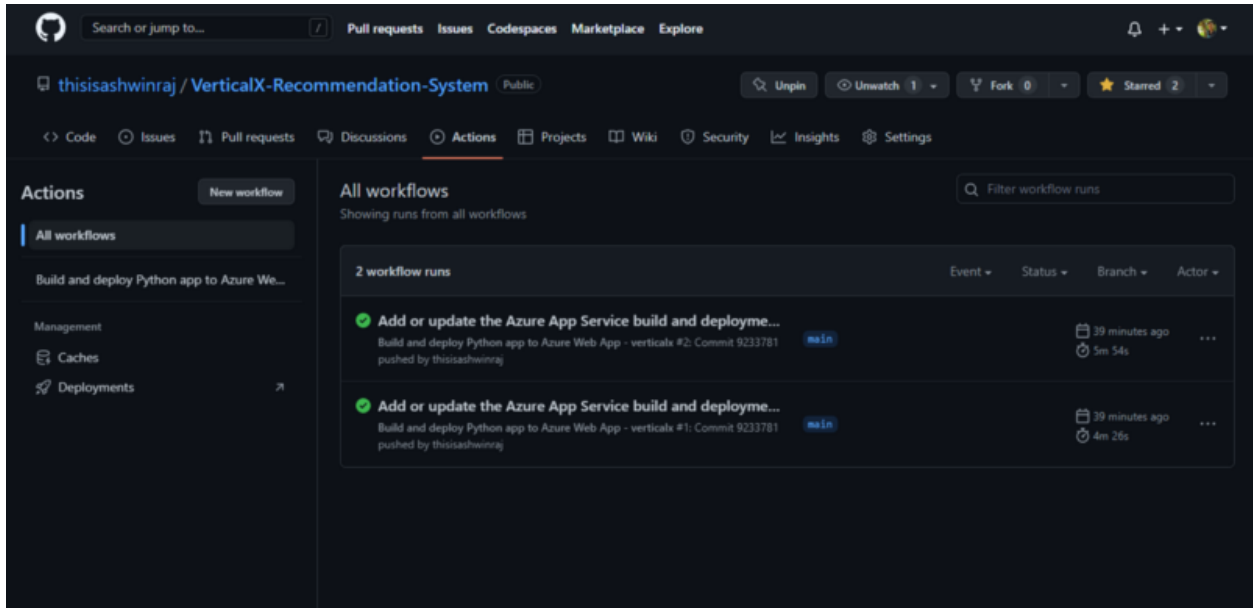 Search or jump to... / Pull requests Issues Codespaces Marketplace Explore
thisisashwinraj / VerticalX-Recommendation-System Public Unpin Unwatch 1 Fork 0 Starred 2
Code Issues Pull requests Discussions Actions Projects Wiki Security Insights Settings
Actions New workflow
All workflows
Build and deploy Python app to Azure We...
Management
Caches
Deployments
All workflows
Filter workflow runs
Showing runs from all workflows
2 workflow runs Event Status Branch Actor
Add or update the Azure App Service build and deployme...
Build and deploy Python app to Azure Web App - verticalx #2: Commit 9233781
pushed by thisisashwinraj
main
39 minutes ago
5m 54s
Add or update the Azure App Service build and deployme...
Build and deploy Python app to Azure Web App - verticalx #1: Commit 9233781
pushed by thisisashwinraj
main
39 minutes ago
4m 26s